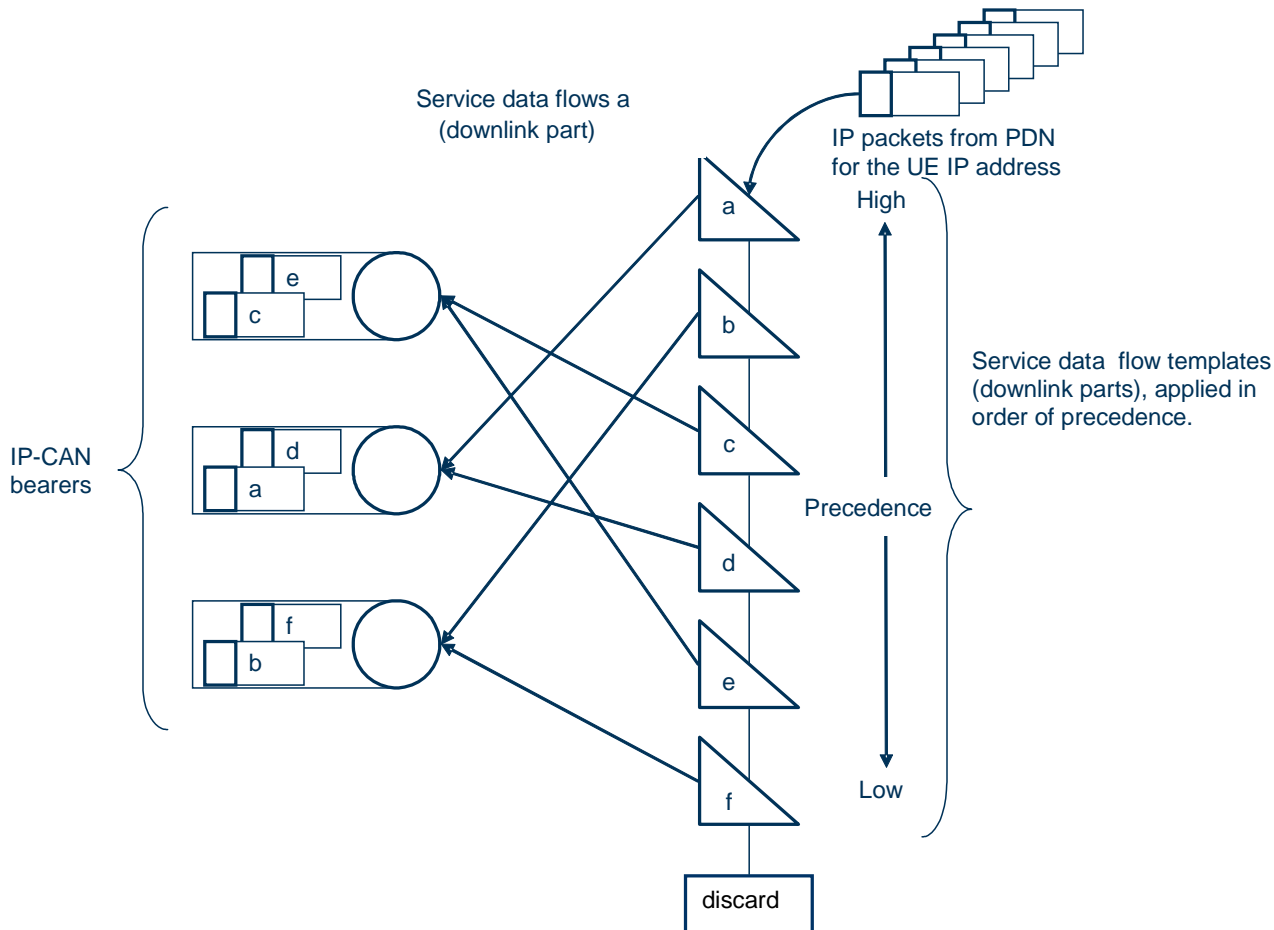 Service data flows a
(downlink part)
IP packets from PDN
for the UE IP address
High
a
e
c
b
Service data flow templates
(downlink parts), applied in
order of precedence.
c
IP-CAN
bearers
d
a
Precedence
d
f
b
e
Low
f
discard